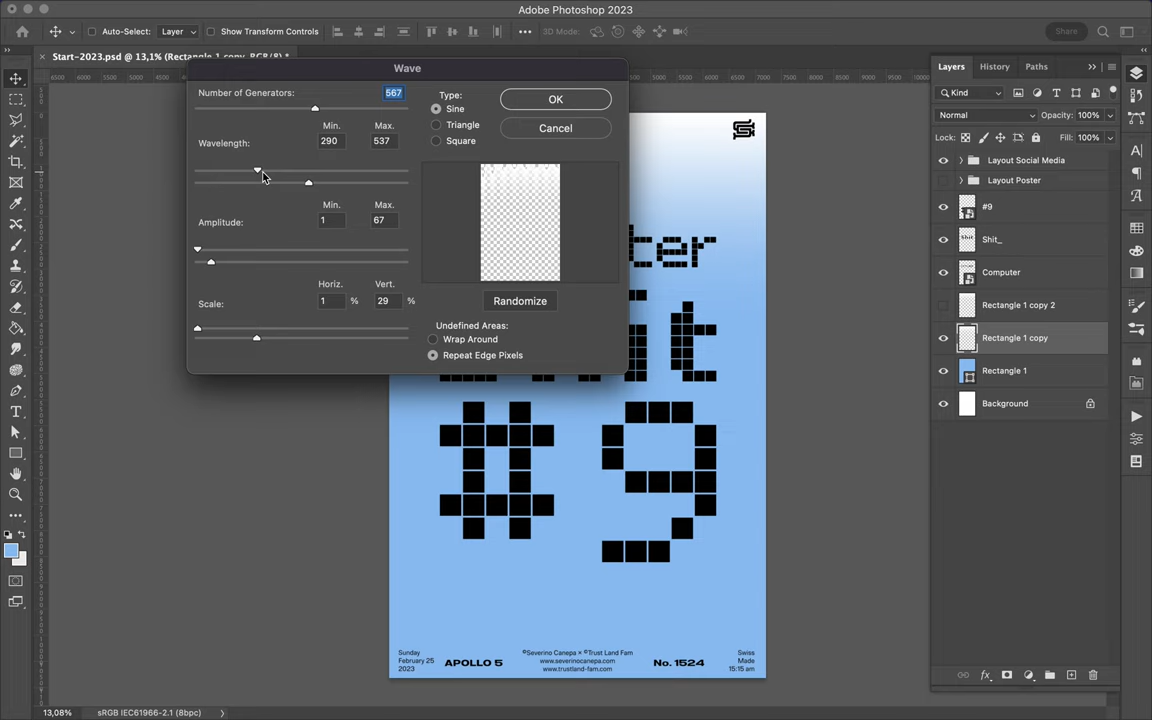 Adobe Photoshop 2023
Auto-Select: Layer Show Transform Controls 3D Mode: Share
Start-2023.psd @ 13,1% (Rectangle 1 copy, RGB/8) *
Wave
Number of Generators: 567
Min. Max.
Wavelength: 290 537
Min. Max.
Amplitude: 1 67
Horiz. Vert.
Scale: 1 % 29 %
Type:
Sine
Triangle
Square
OK
Cancel
Randomize
Undefined Areas:
Wrap Around
Repeat Edge Pixels
#9
Sunday
February 25
2023
APOLLO 5
©Severino Canepa × ©Trust Land Fam
www.severinocanepa.com
www.trustland-fam.com
No. 1524
Swiss
Made
15:15 am
Layers History Paths
Kind
Normal Opacity: 100%
Lock: Fill: 100%
Layout Social Media
Layout Poster
#9
Shit_
Computer
Rectangle 1 copy 2
Rectangle 1 copy
Rectangle 1
Background
13,08% sRGB IEC61966-2.1 (8bpc)